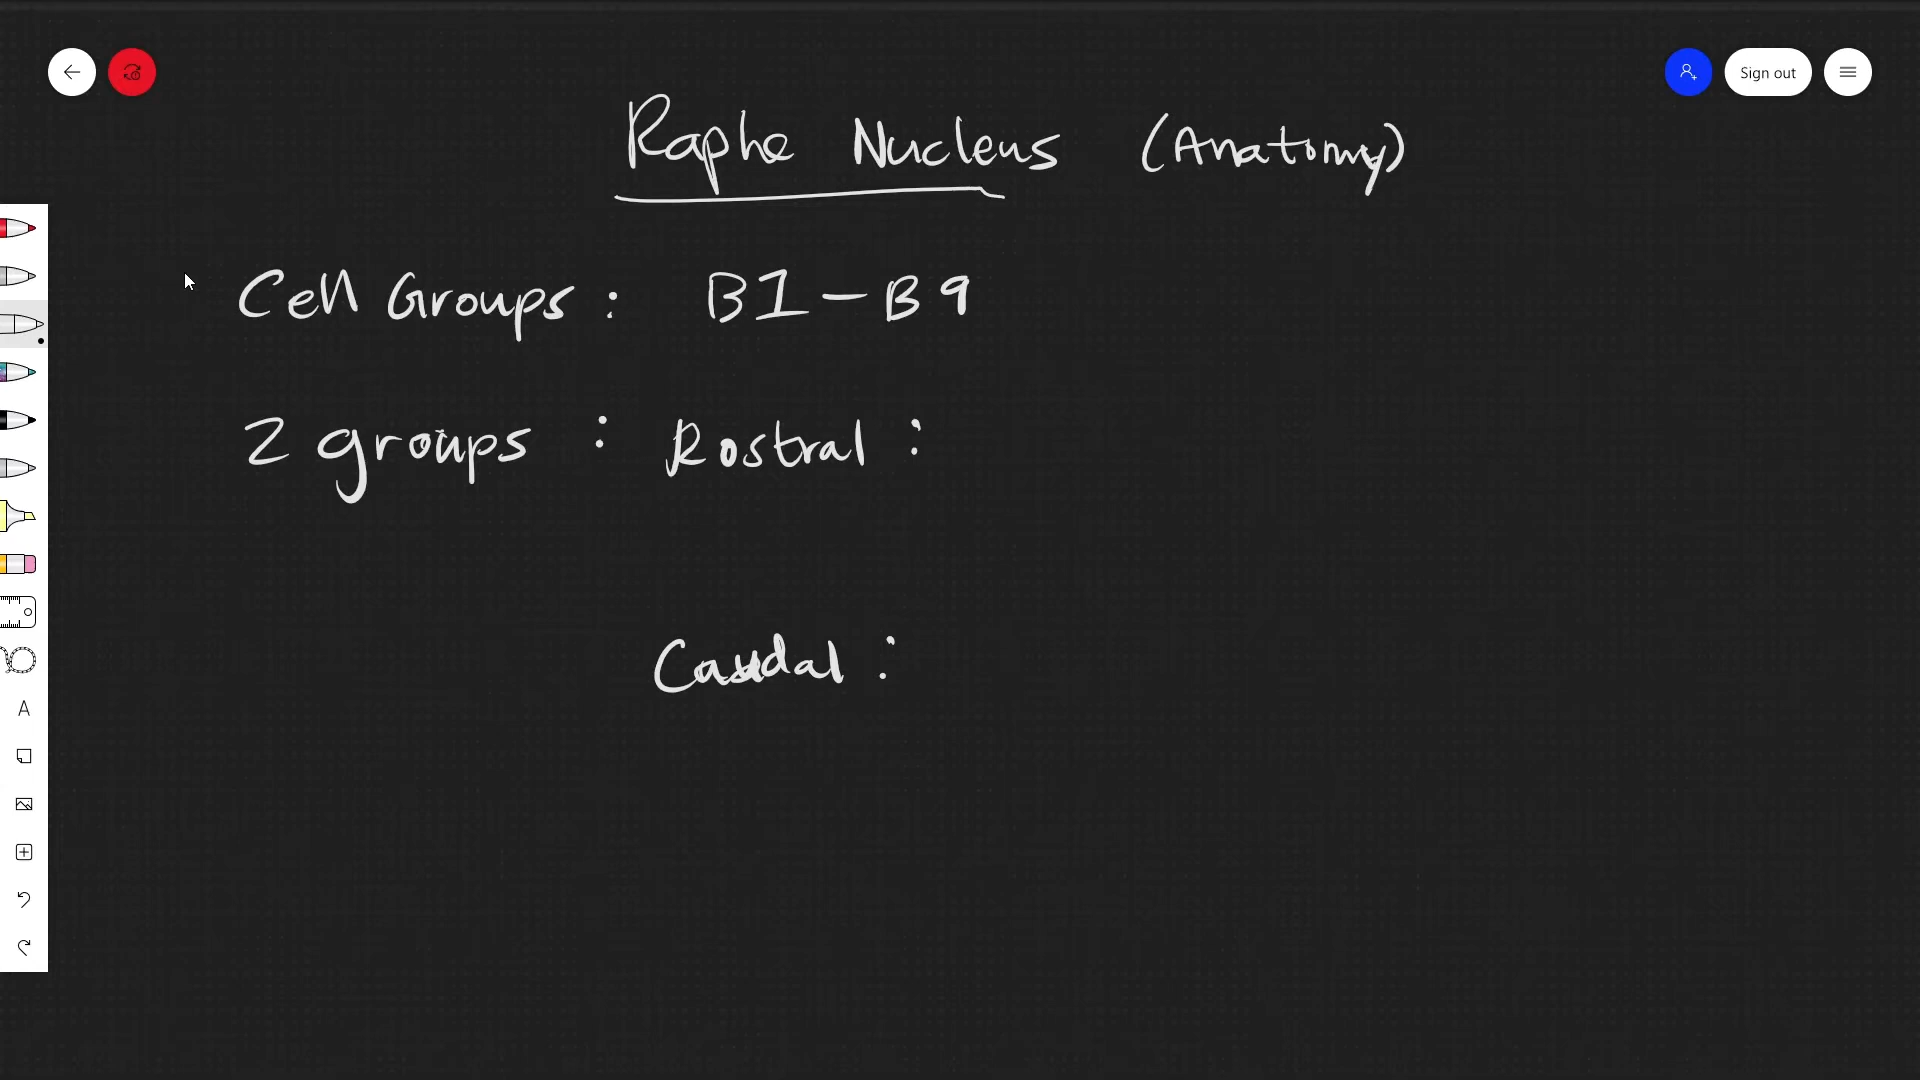 Sign out
Raphe Nucleus (Anatomy)
Cell Groups : B1 – B9
2 groups : Rostral :
Caudal :
A